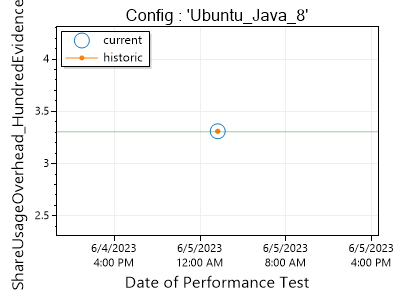 Config : 'Ubuntu_Java_8'
ShareUsageOverhead_HundredEvidence
current
historic
4
3.5
3
2.5
6/4/2023 6/5/2023 6/5/2023 6/5/2023
4:00 PM 12:00 AM 8:00 AM 4:00 PM
Date of Performance Test